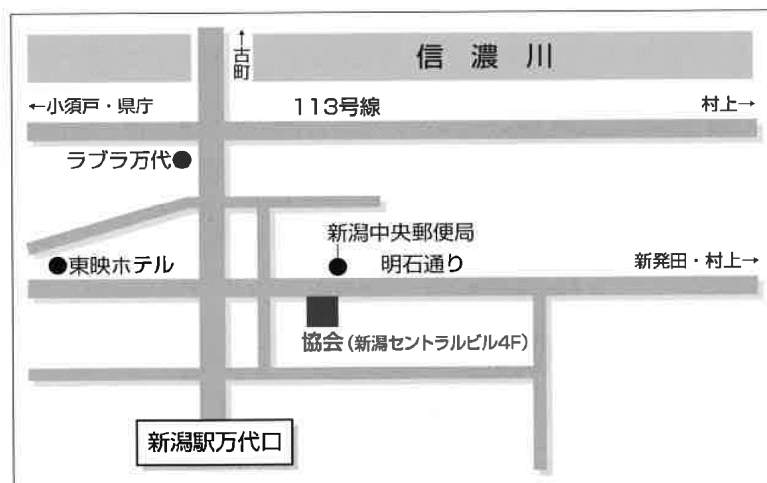 ↑古町
信濃川
←小須戸・県庁
113号線
村上→
ラブラ万代●
新潟中央郵便局
●東映ホテル
明石通り
新発田・村上→
協会(新潟セントラルビル4F)
新潟駅万代口